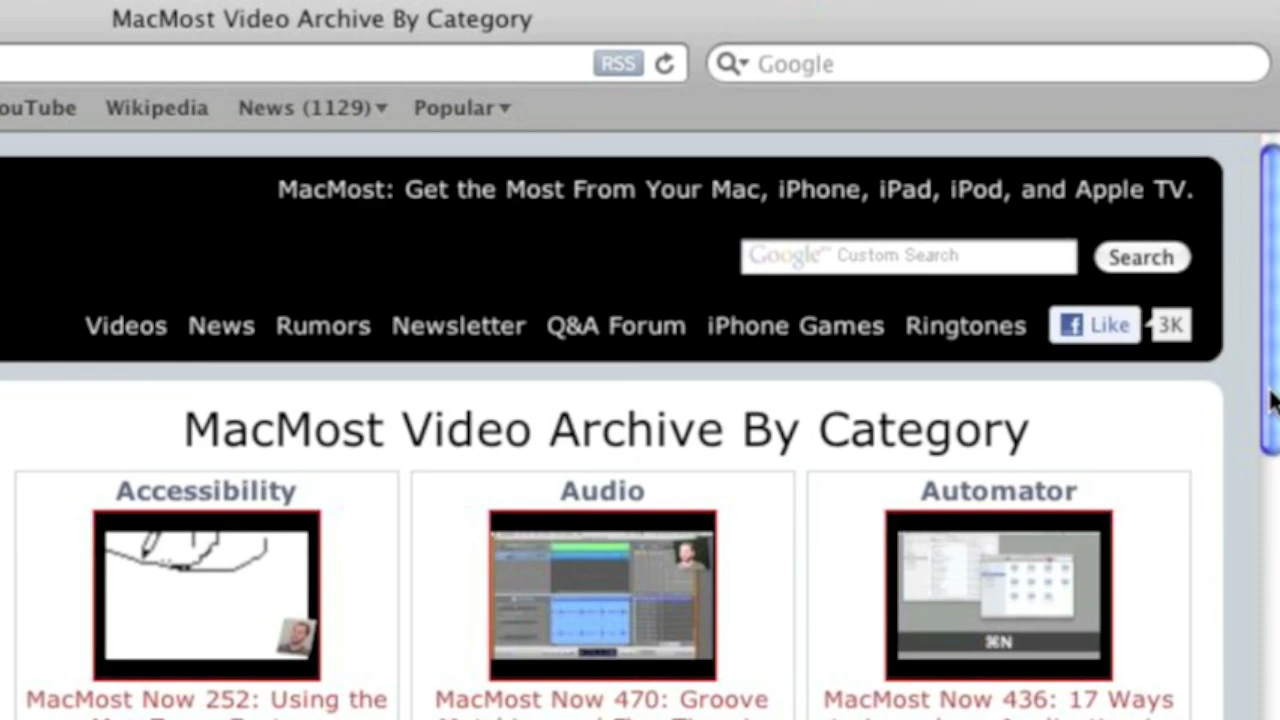 MacMost Video Archive By Category
RSS
Google
ouTube Wikipedia News (1129) Popular
MacMost: Get the Most From Your Mac, iPhone, iPad, iPod, and Apple TV.
Google™ Custom Search
Search
Videos News Rumors Newsletter Q&A Forum iPhone Games Ringtones
Like 3K
MacMost Video Archive By Category
Accessibility Audio Automator
⌘N
MacMost Now 252: Using the MacMost Now 470: Groove MacMost Now 436: 17 Ways